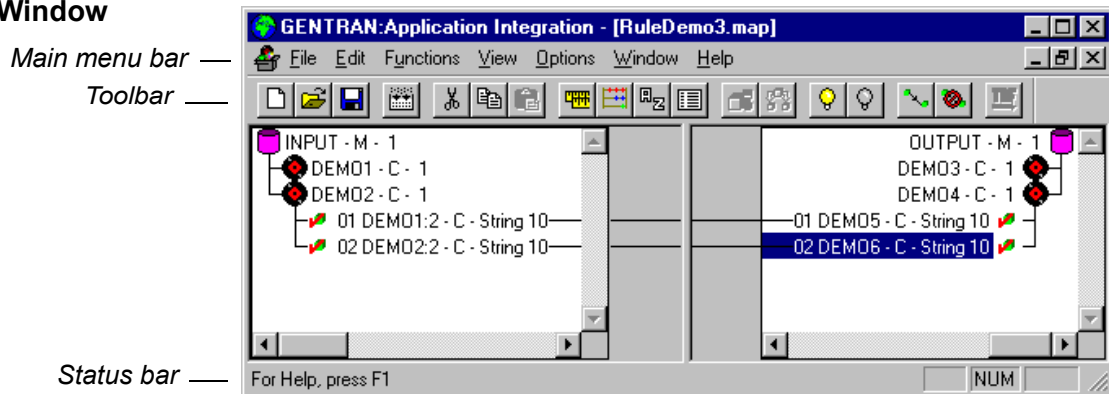 Window
GENTRAN:Application Integration - [RuleDemo3.map]
Main menu bar
File Edit Functions View Options Window Help
Toolbar
INPUT - M - 1
DEMO1 - C - 1
DEMO2 - C - 1
01 DEMO1:2 - C - String 10
02 DEMO2:2 - C - String 10
OUTPUT - M - 1
DEMO3 - C - 1
DEMO4 - C - 1
01 DEMO5 - C - String 10
02 DEMO6 - C - String 10
Status bar
For Help, press F1
NUM